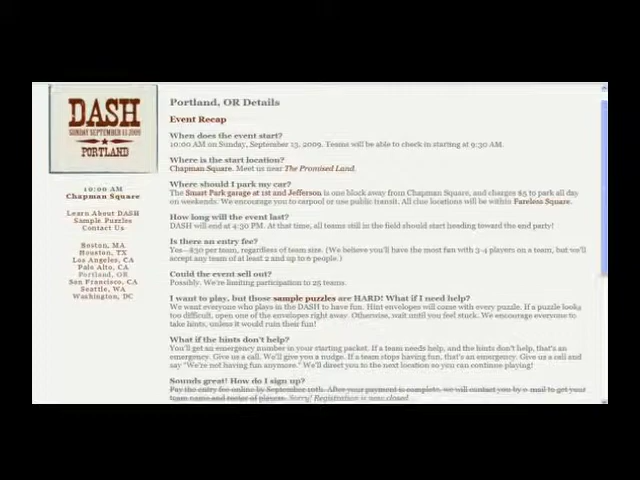 DASH
SUNDAY SEPTEMBER 13 2009
PORTLAND
10:00 AM
Chapman Square
Learn About DASH
Sample Puzzles
Contact Us
Boston, MA
Houston, TX
Los Angeles, CA
Palo Alto, CA
Portland, OR
San Francisco, CA
Seattle, WA
Washington, DC
Portland, OR Details
Event Recap
When does the event start?
10:00 AM on Sunday, September 13, 2009. Teams will be able to check in starting at 9:30 AM.
Where is the start location?
Chapman Square. Meet us near The Promised Land.
Where should I park my car?
The Smart Park garage at 1st and Jefferson is one block away from Chapman Square, and charges $5 to park all day
on weekends. We encourage you to carpool or use public transit. All clue locations will be within Fareless Square.
How long will the event last?
DASH will end at 4:30 PM. At that time, all teams still in the field should start heading toward the end party!
Is there an entry fee?
Yes—$30 per team, regardless of team size. (We believe you'll have the most fun with 3-4 players on a team, but we'll
accept any team of at least 2 and up to 6 people.)
Could the event sell out?
Possibly. We're limiting participation to 25 teams.
I want to play, but those sample puzzles are HARD! What if I need help?
We want everyone who plays in the DASH to have fun. Hint envelopes will come with every puzzle. If a puzzle looks
too difficult, open one of the envelopes right away. Otherwise, wait until you feel stuck. We encourage everyone to
take hints, unless it would ruin their fun!
What if the hints don't help?
You'll get an emergency number in your starting packet. If a team needs help, and the hints don't help, that's an
emergency. Give us a call. We'll give you a nudge. If a team stops having fun, that's an emergency. Give us a call and
say "We're not having fun anymore." We'll direct you to the next location so you can continue playing!
Sounds great! How do I sign up?
Pay the entry fee online by September 10th. After your payment is complete, we will contact you by e-mail to get your
team name and roster of players. Sorry! Registration is now closed.